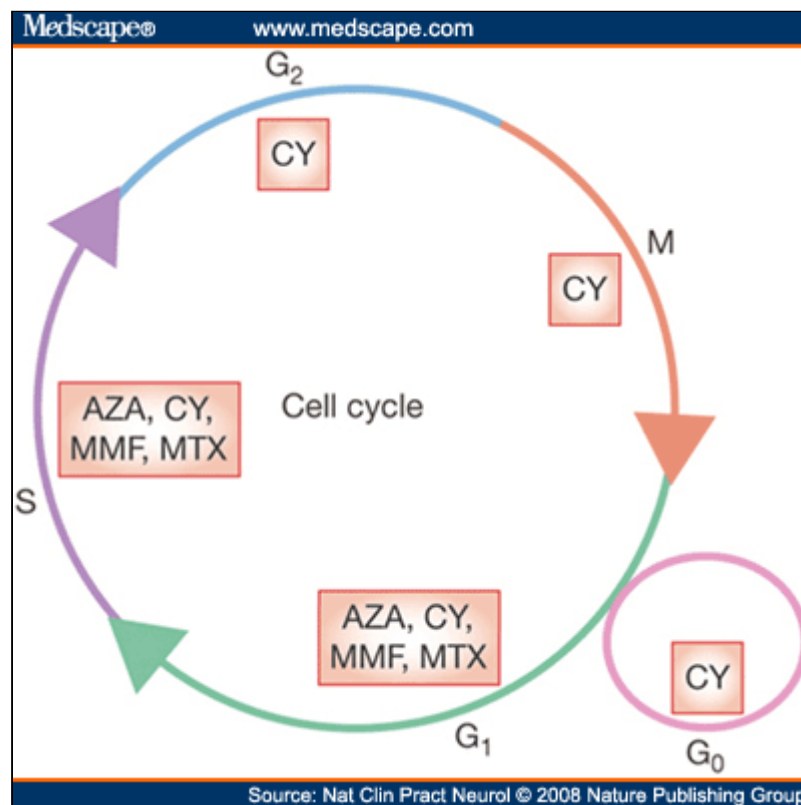 Medscape® www.medscape.com
G₂
CY
M
CY
AZA, CY,
MMF, MTX
Cell cycle
S
AZA, CY,
MMF, MTX
G₁
CY
G₀
Source: Nat Clin Pract Neurol © 2008 Nature Publishing Group